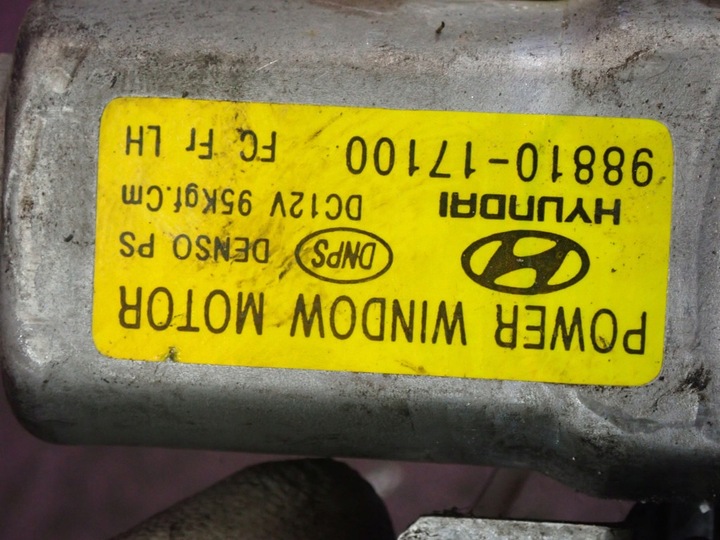 POWER WINDOW MOTOR
HYUNDAI
DNPS DENSO PS
DC12V 95Kgf.Cm
98810-17100 FC Fr LH